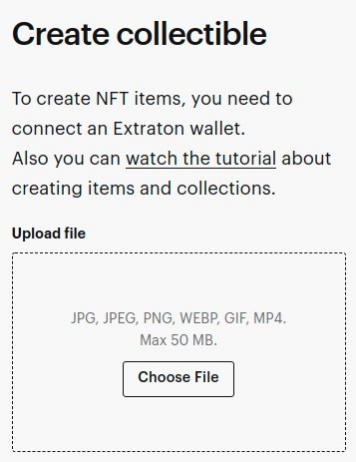 Create collectible
To create NFT items, you need to
connect an Extraton wallet.
Also you can watch the tutorial about
creating items and collections.
Upload file
JPG, JPEG, PNG, WEBP, GIF, MP4.
Max 50 MB.
Choose File